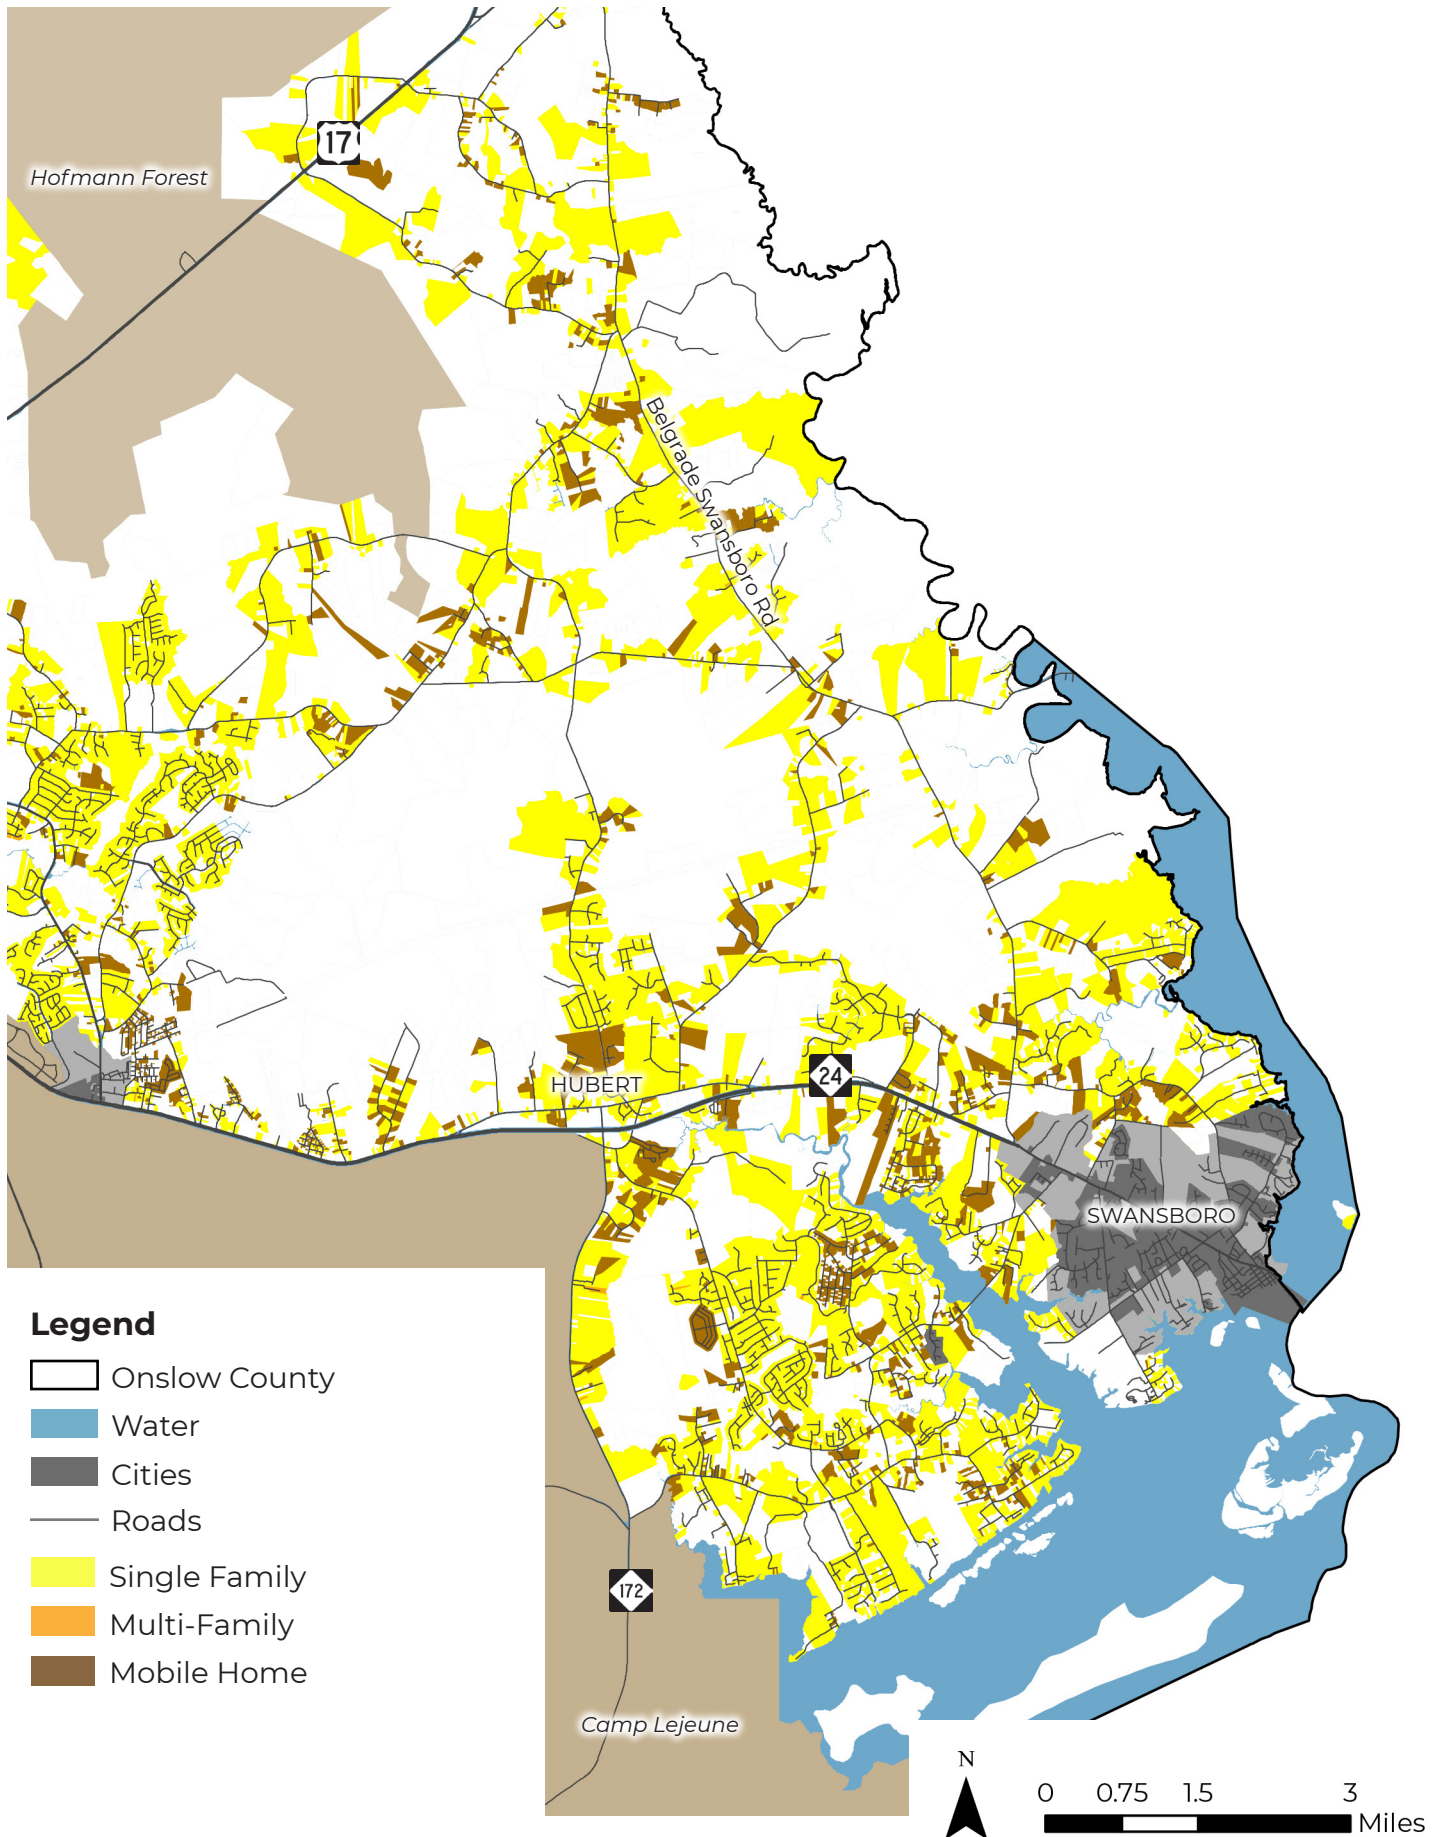 17
Hofmann Forest
Belgrade Swansboro Rd
24
HUBERT
SWANSBORO
Legend
Onslow County
Water
Cities
Roads
Single Family
Multi-Family
Mobile Home
172
Camp Lejeune
N
0 0.75 1.5 3
Miles